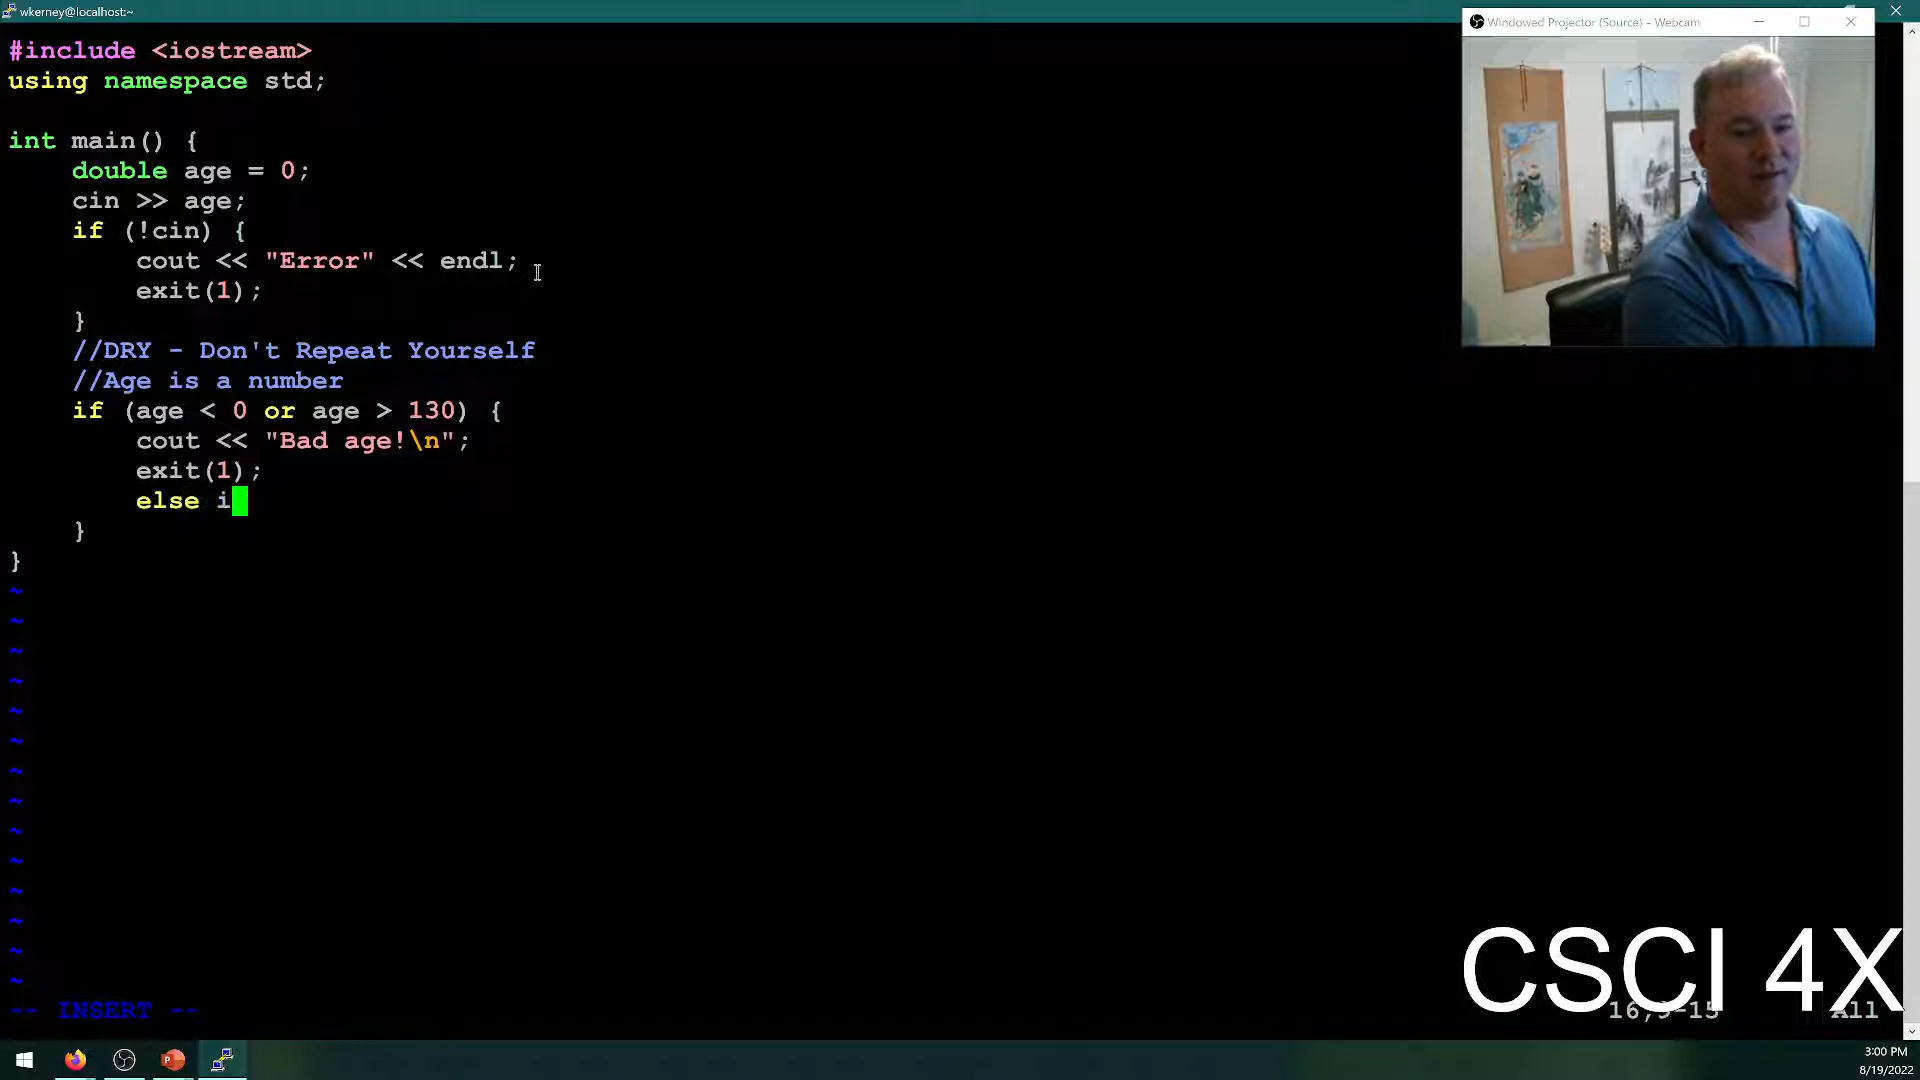 wkerney@localhost:~
Windowed Projector (Source) - Webcam
#include <iostream>
using namespace std;
int main() {
double age = 0;
cin >> age;
if (!cin) {
cout << "Error" << endl;
exit(1);
}
//DRY - Don't Repeat Yourself
//Age is a number
if (age < 0 or age > 130) {
cout << "Bad age!\n";
exit(1);
else i
}
}
~
~
~
~
~
~
~
~
~
~
~
~
~
~
-- INSERT --
CSCI 4X
All
3:00 PM
8/19/2022